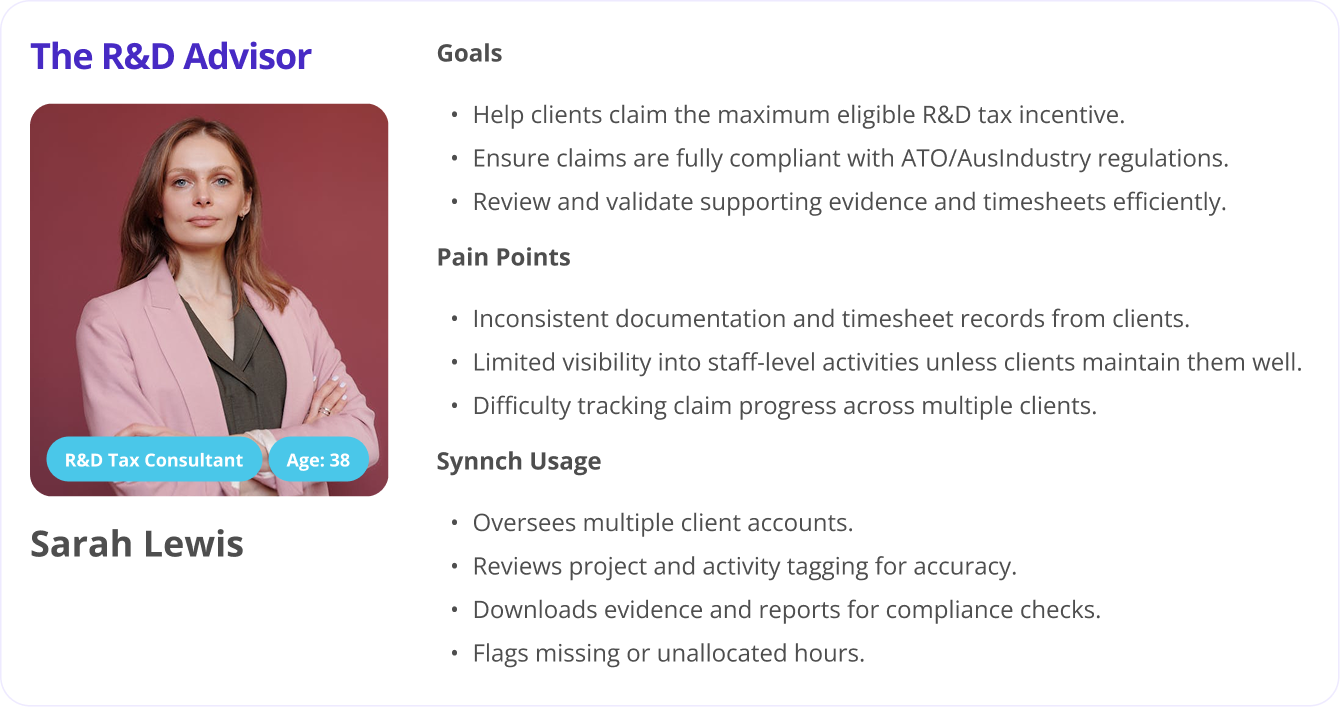 The R&D Advisor
R&D Tax Consultant
Age: 38
Sarah Lewis
Goals
• Help clients claim the maximum eligible R&D tax incentive.
• Ensure claims are fully compliant with ATO/AusIndustry regulations.
• Review and validate supporting evidence and timesheets efficiently.
Pain Points
• Inconsistent documentation and timesheet records from clients.
• Limited visibility into staff-level activities unless clients maintain them well.
• Difficulty tracking claim progress across multiple clients.
Synnch Usage
• Oversees multiple client accounts.
• Reviews project and activity tagging for accuracy.
• Downloads evidence and reports for compliance checks.
• Flags missing or unallocated hours.